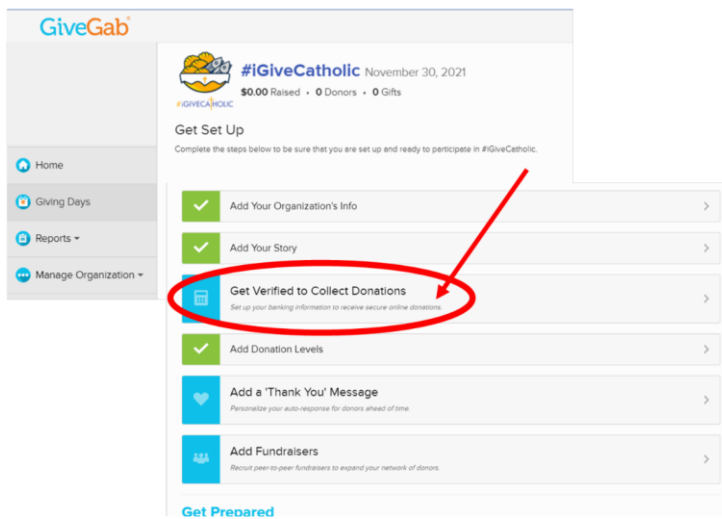 GiveGab
#iGiveCatholic November 30, 2021
$0.00 Raised • 0 Donors • 0 Gifts
#IGIVECATHOLIC
Get Set Up
Complete the steps below to be sure that you are set up and ready to participate in #iGiveCatholic.
Home
Giving Days
Reports
Manage Organization
Add Your Organization's Info
Add Your Story
Get Verified to Collect Donations
Set up your banking information to receive secure online donations.
Add Donation Levels
Add a 'Thank You' Message
Personalize your auto-response for donors ahead of time
Add Fundraisers
Recruit peer-to-peer fundraisers to expand your network of donors.
Get Prepared